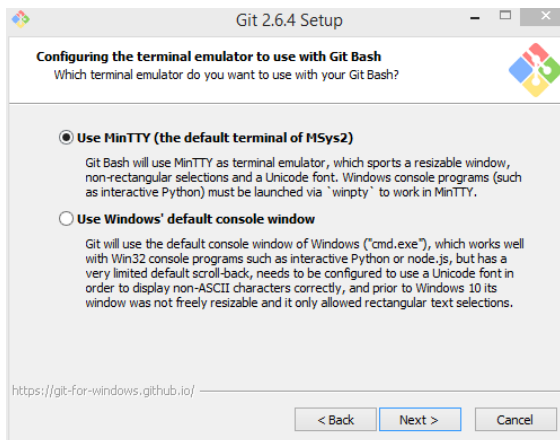 Git 2.6.4 Setup
Configuring the terminal emulator to use with Git Bash
Which terminal emulator do you want to use with your Git Bash?
Use MinTTY (the default terminal of MSys2)
Git Bash will use MinTTY as terminal emulator, which sports a resizable window,
non-rectangular selections and a Unicode font. Windows console programs (such
as interactive Python) must be launched via `winpty` to work in MinTTY.
Use Windows' default console window
Git will use the default console window of Windows ("cmd.exe"), which works well
with Win32 console programs such as interactive Python or node.js, but has a
very limited default scroll-back, needs to be configured to use a Unicode font in
order to display non-ASCII characters correctly, and prior to Windows 10 its
window was not freely resizable and it only allowed rectangular text selections.
https://git-for-windows.github.io/
< Back Next > Cancel